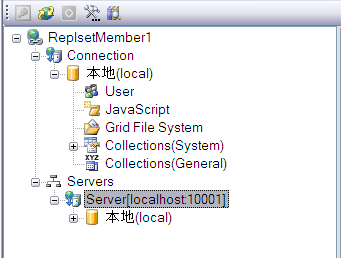 ReplsetMember1
Connection
本地(local)
User
JavaScript
Grid File System
Collections(System)
XYZ Collections(General)
Servers
Server[localhost:10001]
本地(local)